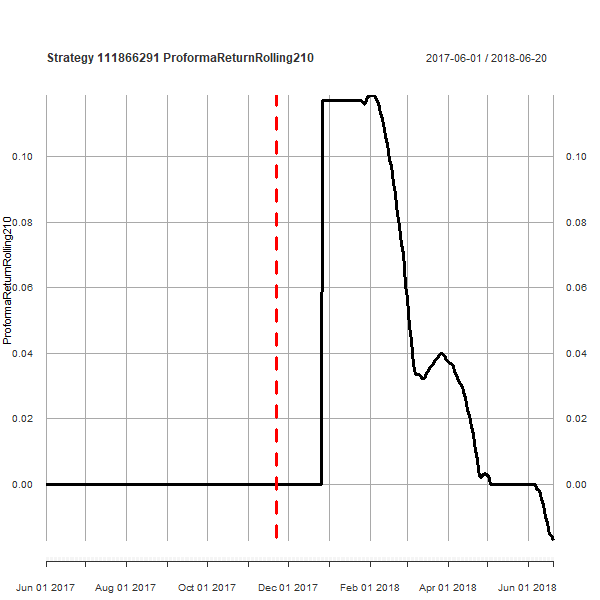 Strategy 111866291 ProformaReturnRolling210
2017-06-01 / 2018-06-20
0.10
0.10
0.08
0.08
ProformaReturnRolling210
0.06
0.06
0.04
0.04
0.02
0.02
0.00
0.00
Jun 01 2017
Aug 01 2017
Oct 01 2017
Dec 01 2017
Feb 01 2018
Apr 01 2018
Jun 01 2018